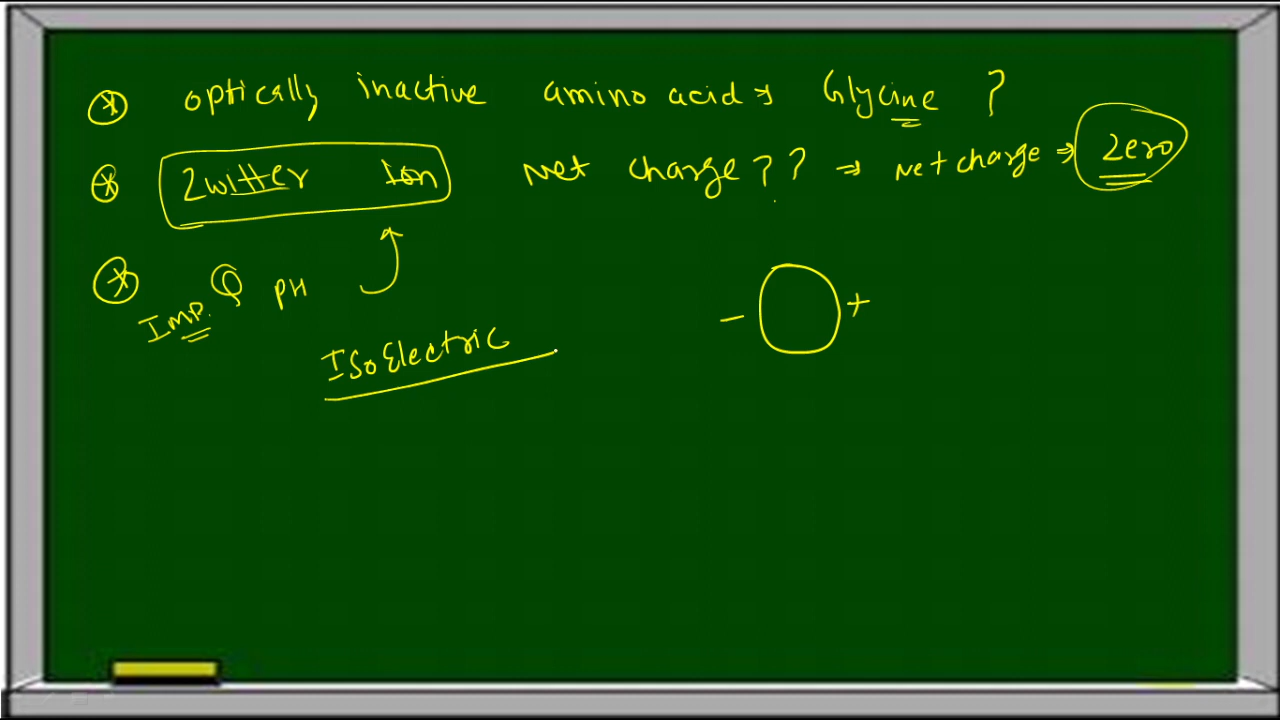 optically inactive amino acid ⇒ Glycine ?
Zwitter Ion Net charge ? ? ⇒ Net charge ⇒ Zero
Imp. Q pH
IsoElectric
- +